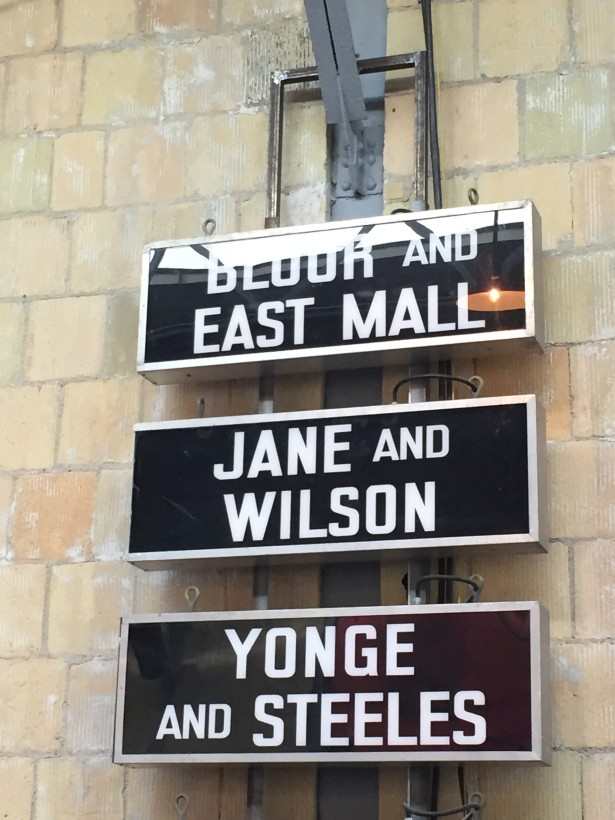 BLOOR AND
EAST MALL
JANE AND
WILSON
YONGE
AND STEELES